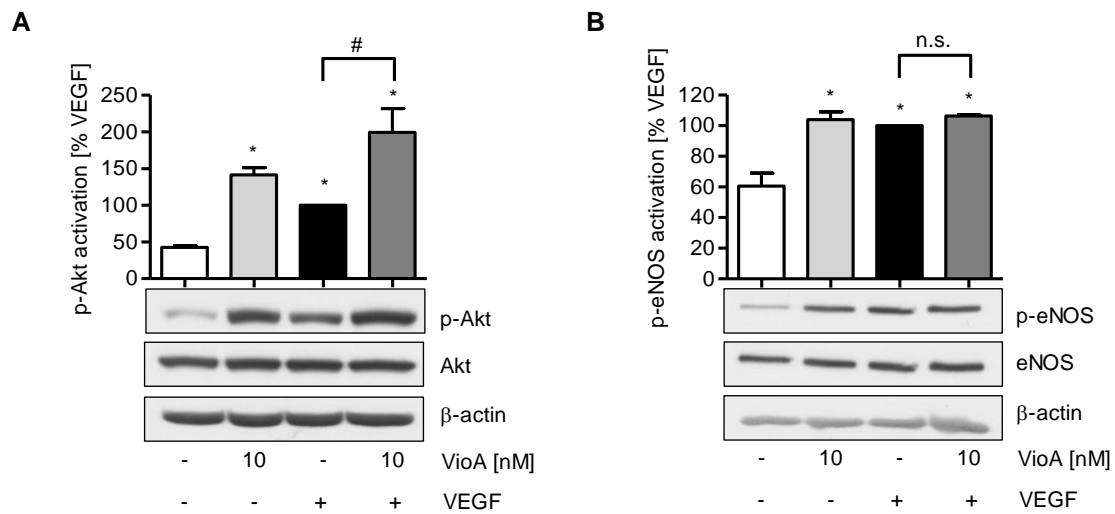 A
#
p-Akt activation [% VEGF]
250
200
150
100
50
0
*
*
*
p-Akt
Akt
β-actin
- 10 - 10 VioA [nM]
- - + + VEGF
B
n.s.
p-eNOS activation [% VEGF]
120
100
80
60
40
20
0
*
*
*
p-eNOS
eNOS
β-actin
- 10 - 10 VioA [nM]
- - + + VEGF